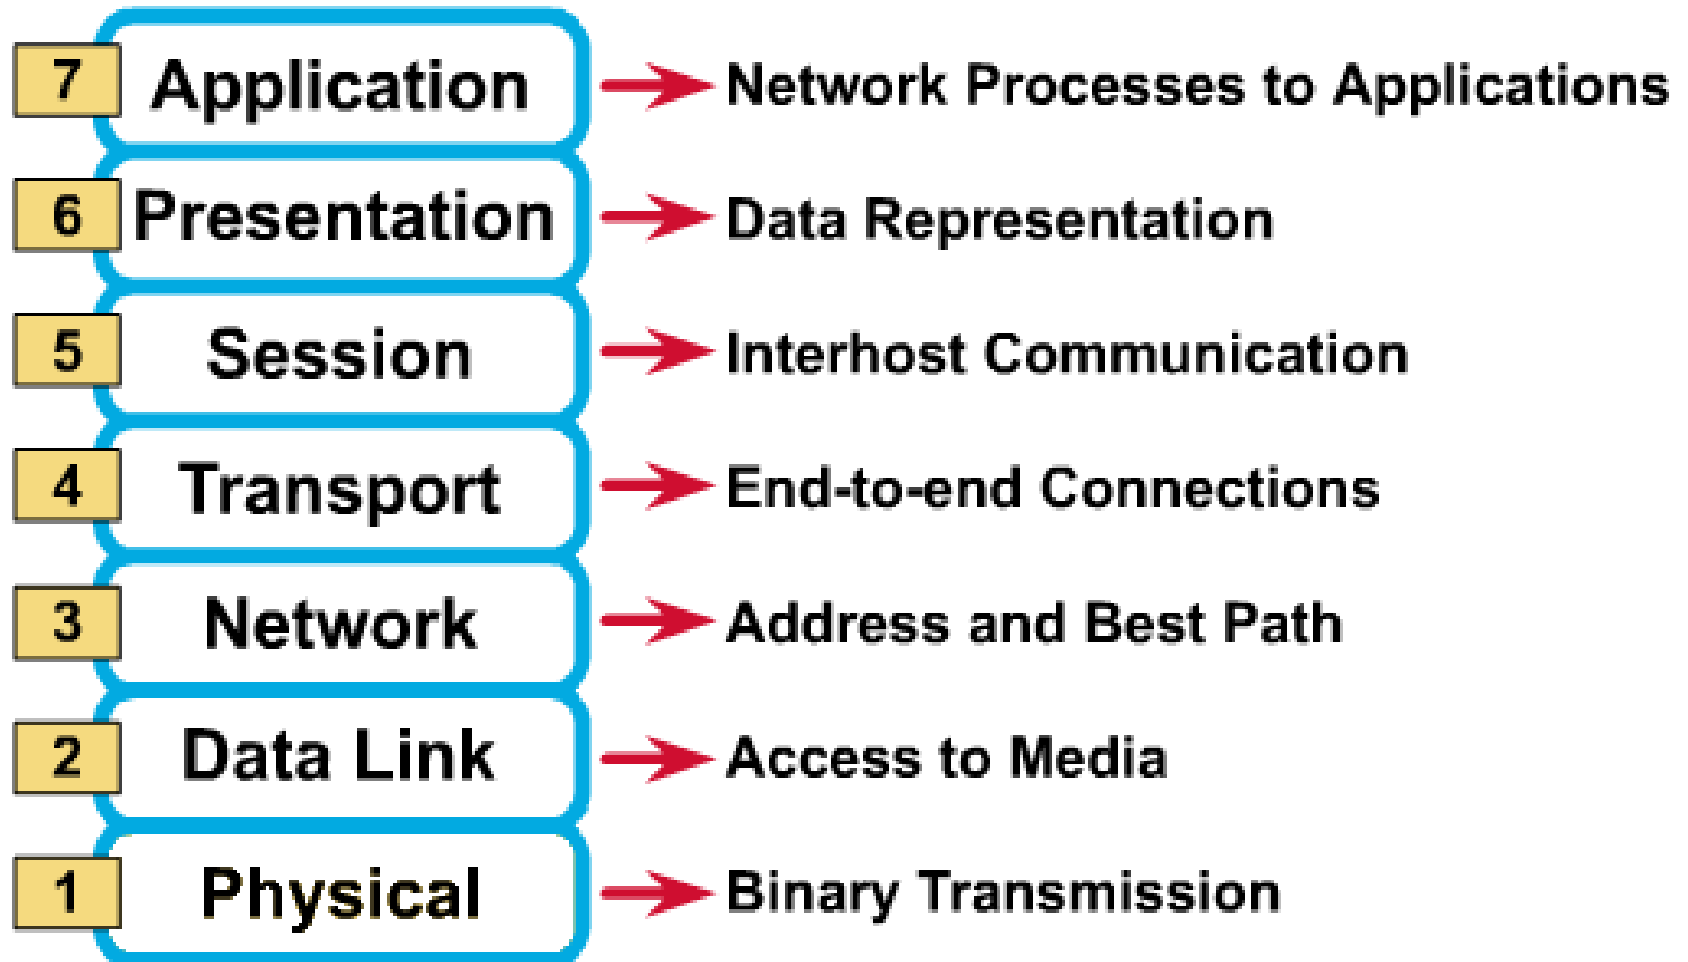 7 Application Network Processes to Applications
6 Presentation Data Representation
5 Session Interhost Communication
4 Transport End-to-end Connections
3 Network Address and Best Path
2 Data Link Access to Media
1 Physical Binary Transmission